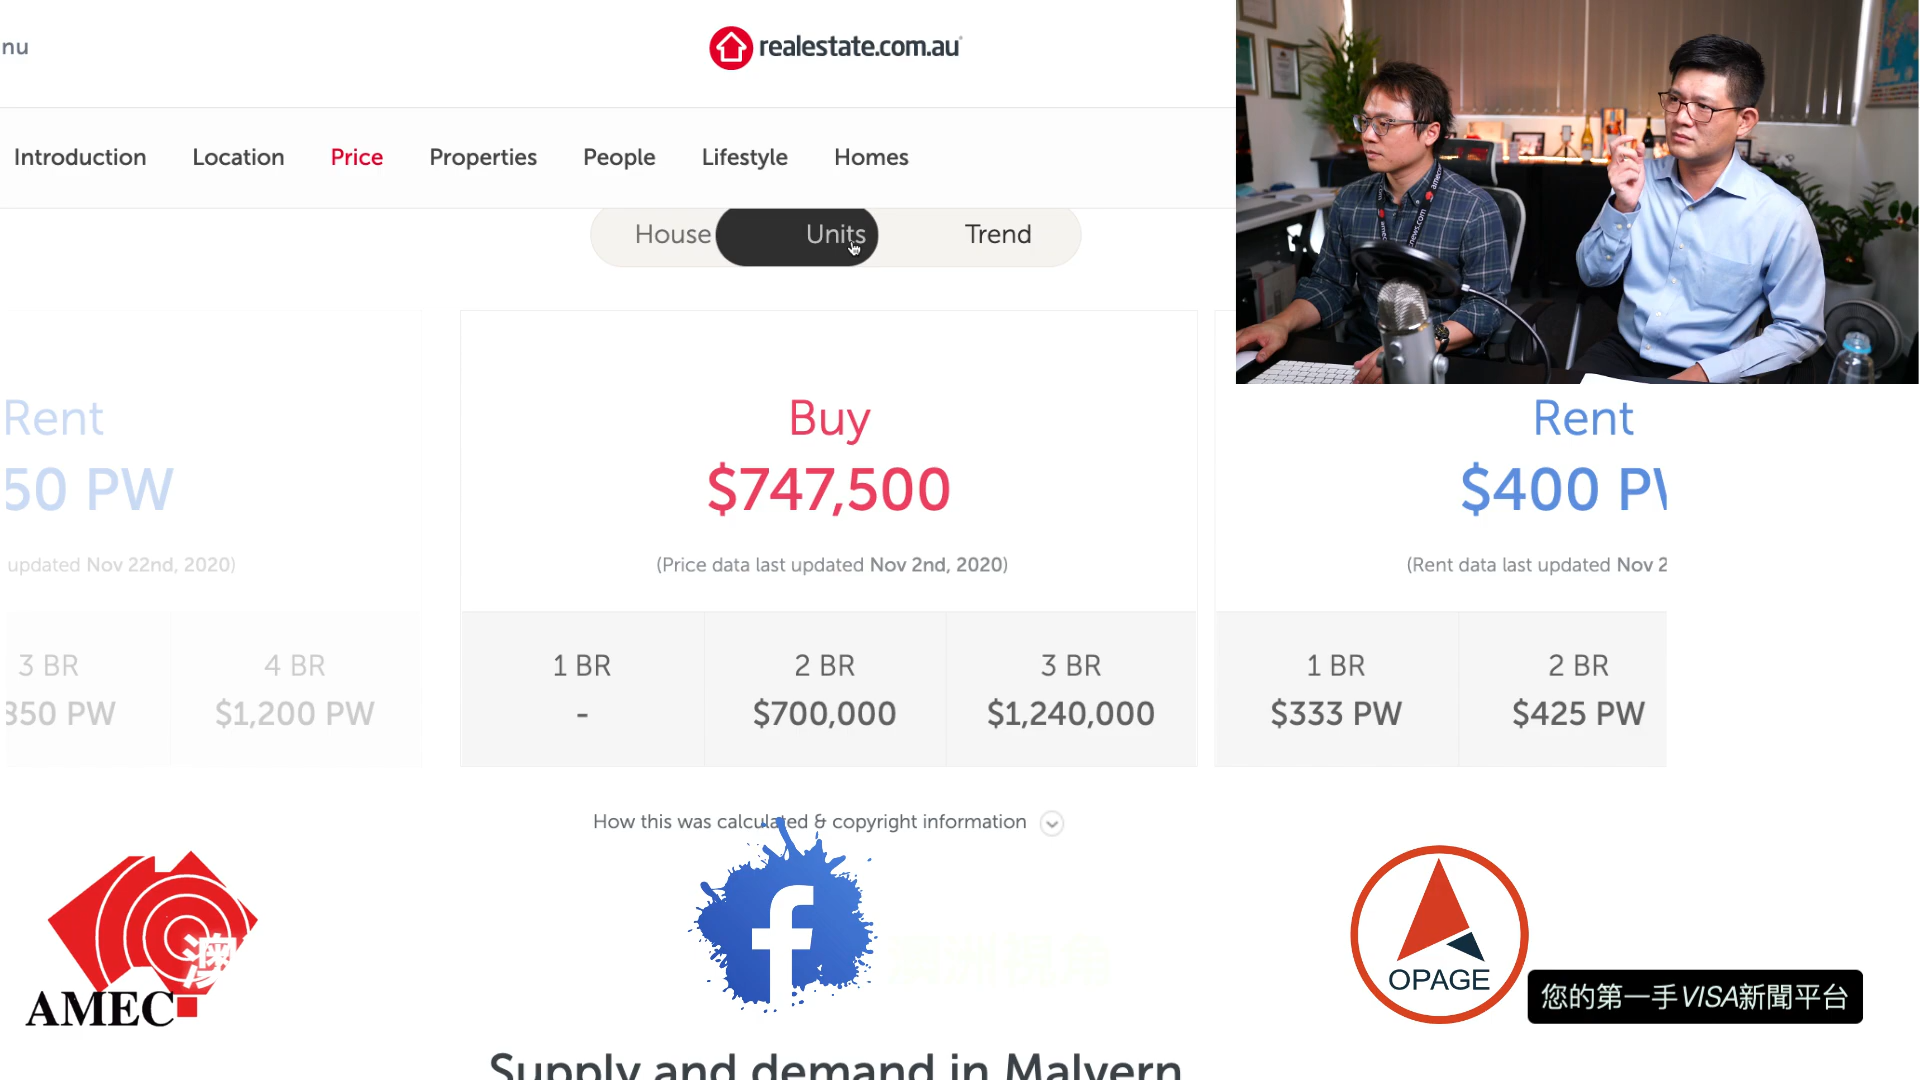 nu
realestate.com.au
Introduction Location Price Properties People Lifestyle Homes
House Units Trend
Rent
50 PW
updated Nov 22nd, 2020)
3 BR
350 PW
4 BR
$1,200 PW
Buy
$747,500
(Price data last updated Nov 2nd, 2020)
1 BR
-
2 BR
$700,000
3 BR
$1,240,000
Rent
$400 PW
(Rent data last updated Nov 2
1 BR
$333 PW
2 BR
$425 PW
How this was calculated & copyright information
澳
AMEC
f
OPAGE
您的第一手VISA新聞平台
Supply and demand in Malvern